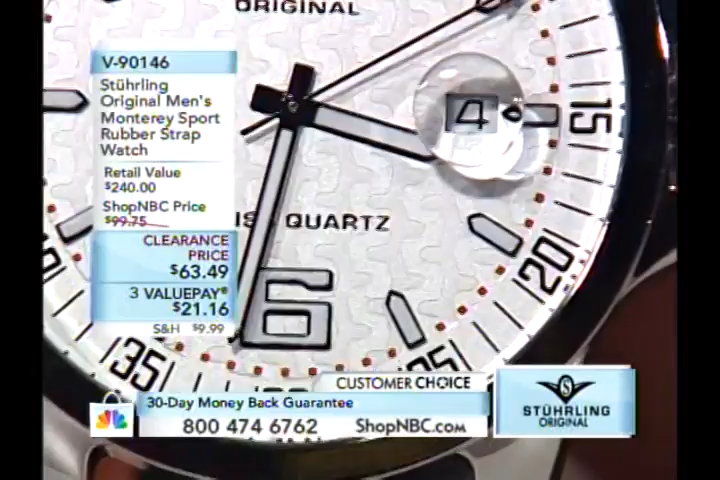 ORIGINAL
V-90146
Stührling
Original Men's
Monterey Sport
Rubber Strap
Watch
Retail Value
$240.00
ShopNBC Price
$99.75
CLEARANCE
PRICE
$63.49
3 VALUEPAY®
$21.16
S&H $9.99
4
15
QUARTZ
20
6
25
35
CUSTOMER CHOICE
30-Day Money Back Guarantee
800 474 6762 ShopNBC.com
S
STÜHRLING
ORIGINAL